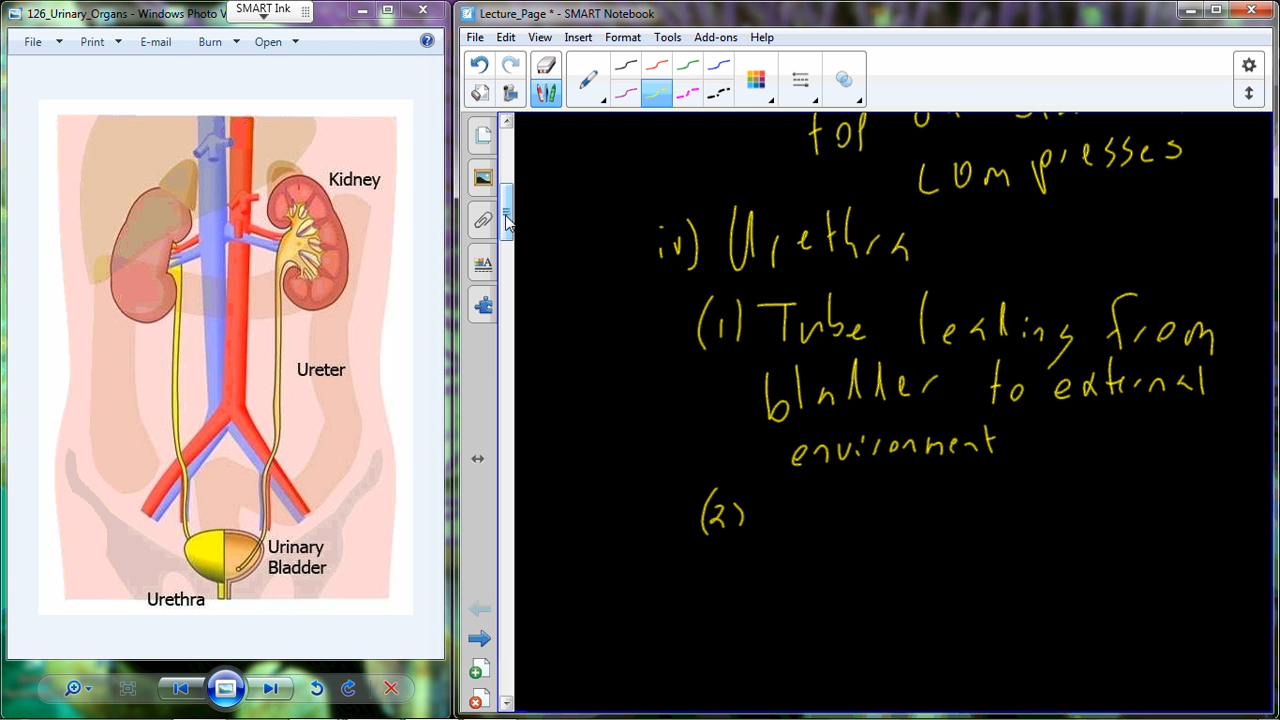 126_Urinary_Organs - Windows Photo V
SMART Ink
File Print E-mail Burn Open
Kidney
Ureter
Urinary
Bladder
Urethra
Lecture_Page * - SMART Notebook
File Edit View Insert Format Tools Add-ons Help
top
compresses
iv) Urethra
(1) Tube leading from
bladder to external
environment
(2)